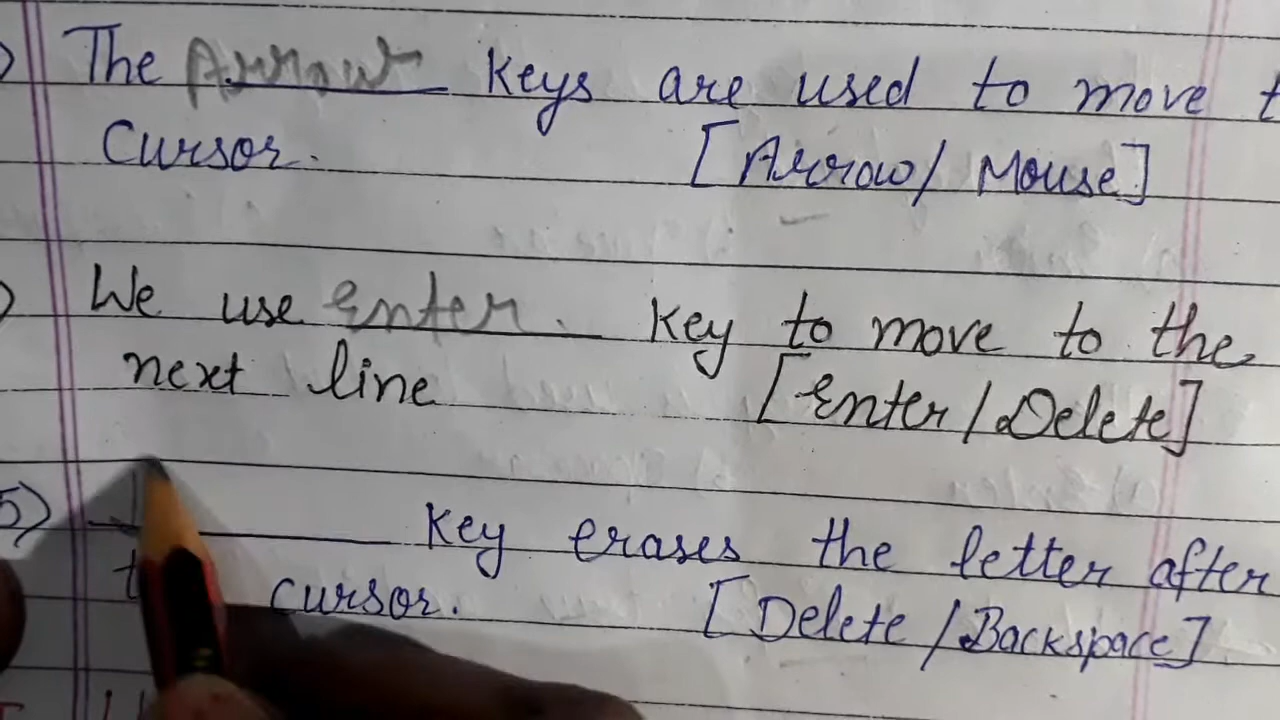 ) The Arrow keys are used to move t
Cursor. [Arrow/ Mouse]
) We use enter. key to move to the
next line [Enter/Delete]
5) key erases the letter after
cursor. [Delete /Backspace]